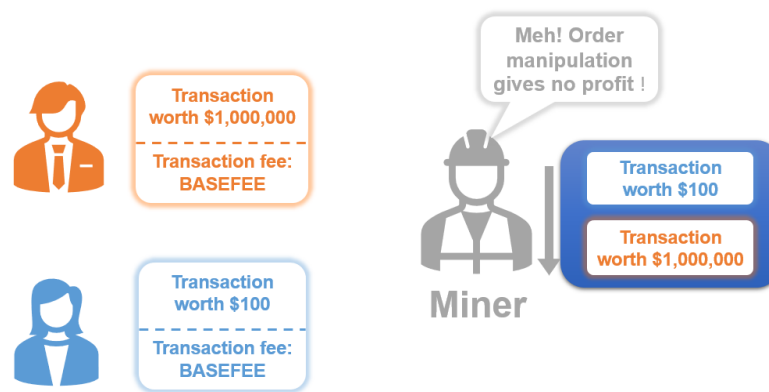 Transaction
worth $1,000,000
Transaction fee:
BASEFEE
Transaction
worth $100
Transaction fee:
BASEFEE
Meh! Order
manipulation
gives no profit !
Miner
Transaction
worth $100
Transaction
worth $1,000,000